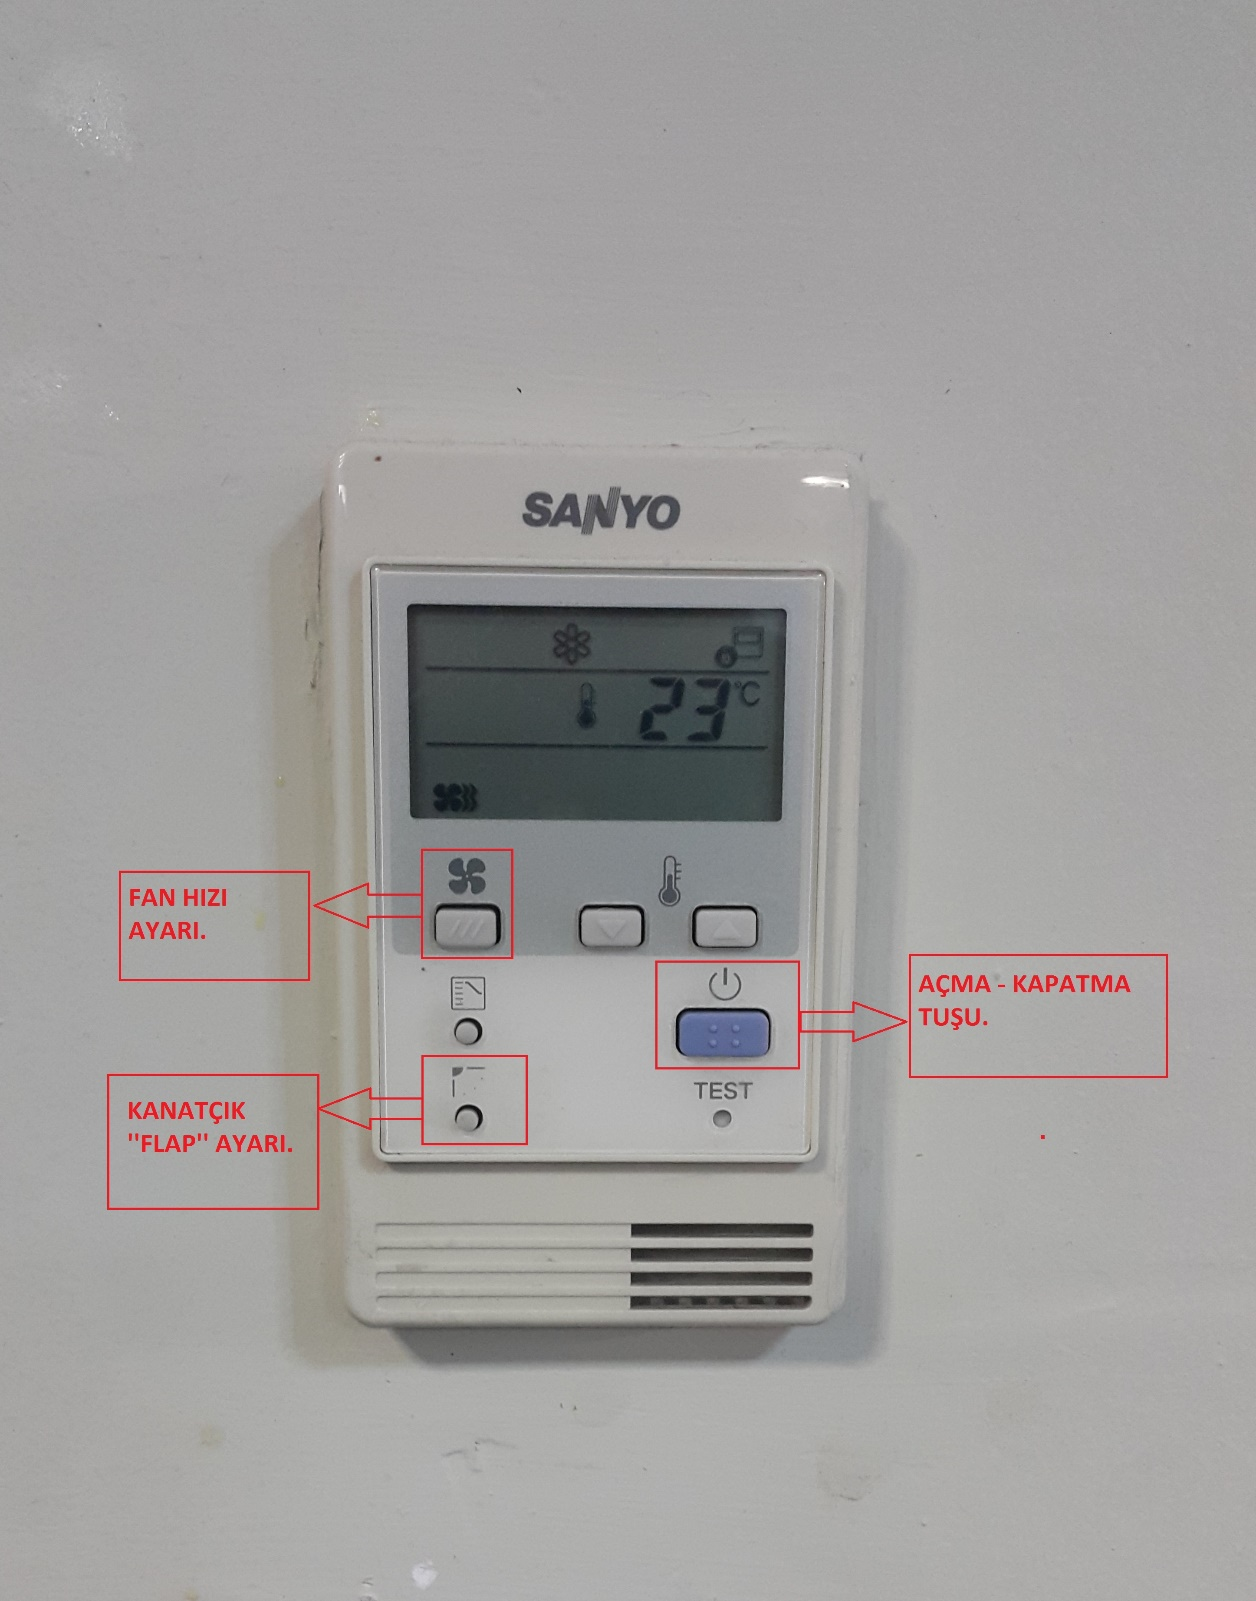 SANYO
23 °C
FAN HIZI
AYARI.
AÇMA - KAPATMA
TUŞU.
TEST
KANATÇIK
"FLAP" AYARI.
.